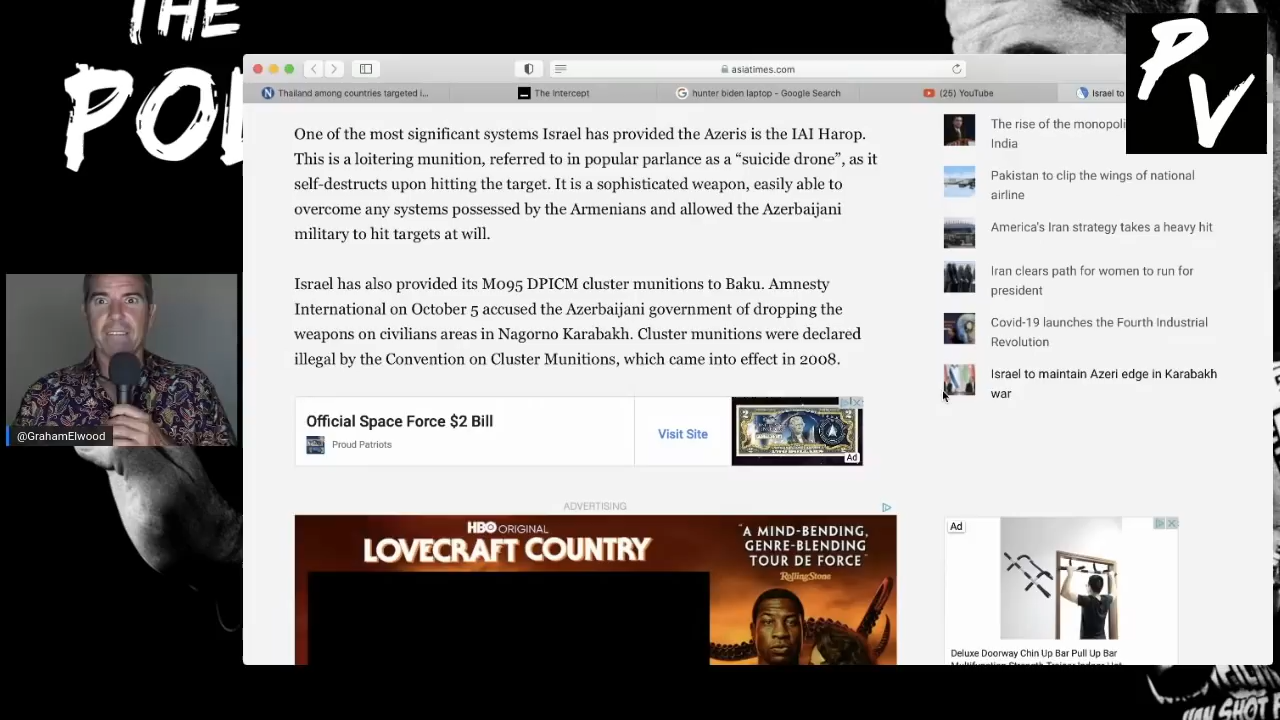 THE
PO
PV
asiatimes.com
Thailand among countries targeted i...
The Intercept
hunter biden laptop - Google Search
(25) YouTube
Israel to
One of the most significant systems Israel has provided the Azeris is the IAI Harop.
This is a loitering munition, referred to in popular parlance as a “suicide drone”, as it
self-destructs upon hitting the target. It is a sophisticated weapon, easily able to
overcome any systems possessed by the Armenians and allowed the Azerbaijani
military to hit targets at will.
Israel has also provided its M095 DPICM cluster munitions to Baku. Amnesty
International on October 5 accused the Azerbaijani government of dropping the
weapons on civilians areas in Nagorno Karabakh. Cluster munitions were declared
illegal by the Convention on Cluster Munitions, which came into effect in 2008.
Official Space Force $2 Bill
Proud Patriots
Visit Site
Ad
ADVERTISING
HBO ORIGINAL
LOVECRAFT COUNTRY
"A MIND-BENDING,
GENRE-BLENDING
TOUR DE FORCE"
RollingStone
The rise of the monopoli
India
Pakistan to clip the wings of national
airline
America's Iran strategy takes a heavy hit
Iran clears path for women to run for
president
Covid-19 launches the Fourth Industrial
Revolution
Israel to maintain Azeri edge in Karabakh
war
Ad
Deluxe Doorway Chin Up Bar Pull Up Bar
@GrahamElwood